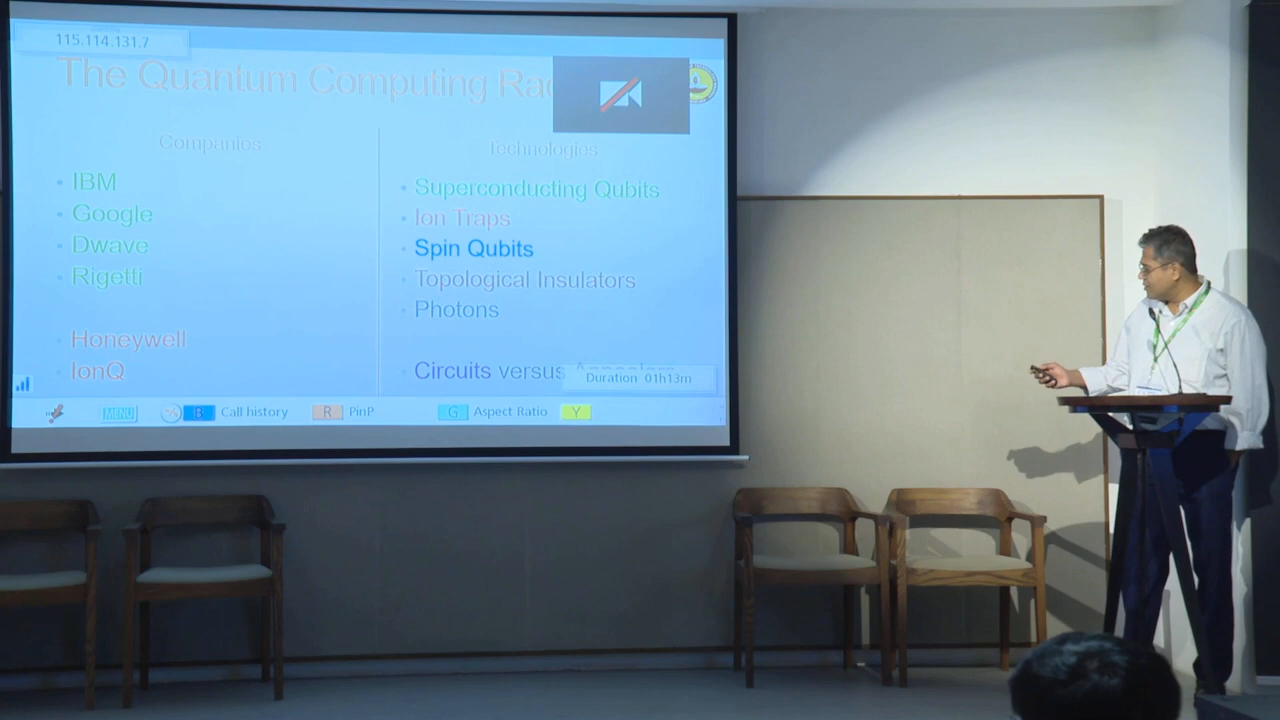 115.114.131.7
The Quantum Computing
Companies
• IBM
• Google
• Dwave
• Rigetti
Honeywell
IonQ
Technologies
• Superconducting Qubits
• Ion Traps
• Spin Qubits
• Topological Insulators
• Photons
• Circuits versus
Duration 01h13m
MENU
B Call history
R PinP
G Aspect Ratio
Y